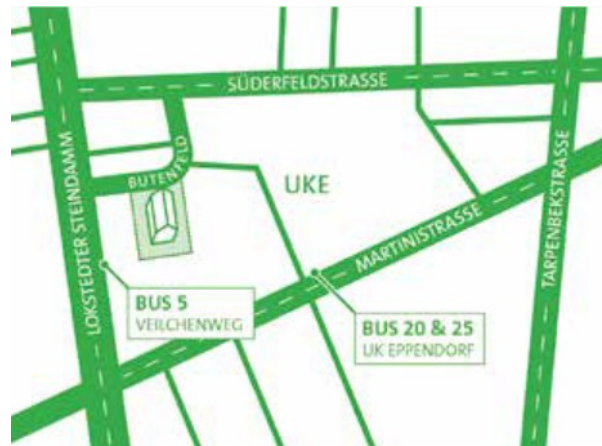 SÜDERFELDSTRASSE
LOKSTEDTER STEINDAMM
BUTENFELD
UKE
MARTINISTRASSE
TARPENBEKSTRASSE
BUS 5
VEILCHENWEG
BUS 20 & 25
UK EPPENDORF